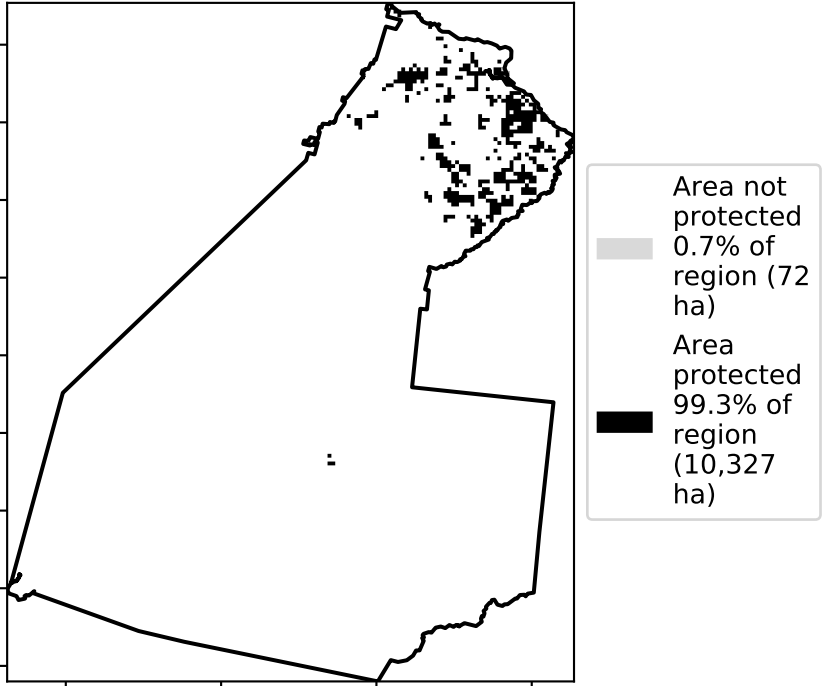 Area not
protected
0.7% of
region (72
ha)
Area
protected
99.3% of
region
(10,327
ha)